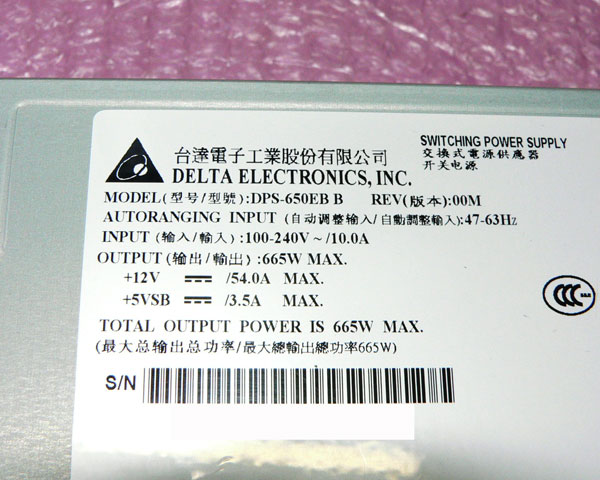 台達電子工業股份有限公司
DELTA ELECTRONICS, INC.
SWITCHING POWER SUPPLY
交換式電源供應器
开关电源
MODEL(型号/型號):DPS-650EB B REV(版本):00M
AUTORANGING INPUT (自动调整输入/自動調整輸入):47-63Hz
INPUT (输入/輸入):100-240V ~ /10.0A
OUTPUT (输出/輸出):665W MAX.
+12V ⎓ /54.0A MAX.
+5VSB ⎓ /3.5A MAX.
TOTAL OUTPUT POWER IS 665W MAX.
(最大总输出总功率/最大總輸出總功率665W)
S/N